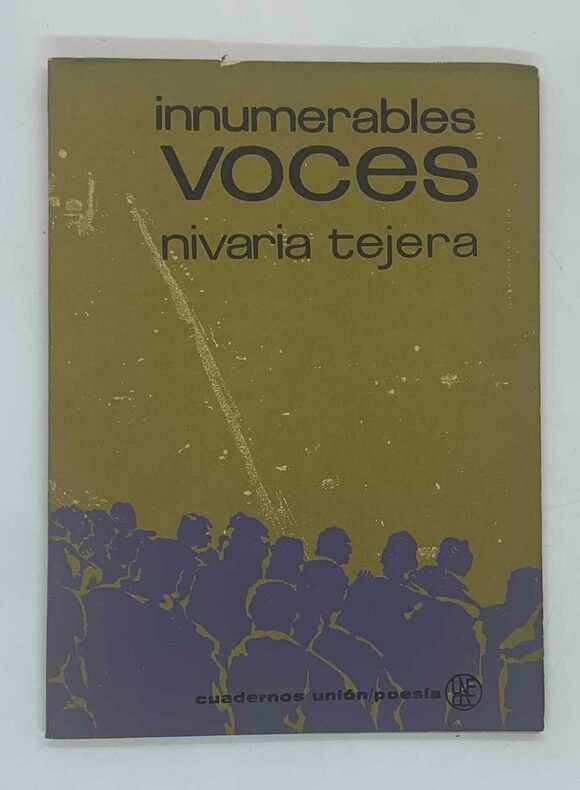 innumerables
voces
nivaria tejera
cuadernos unión/poesía